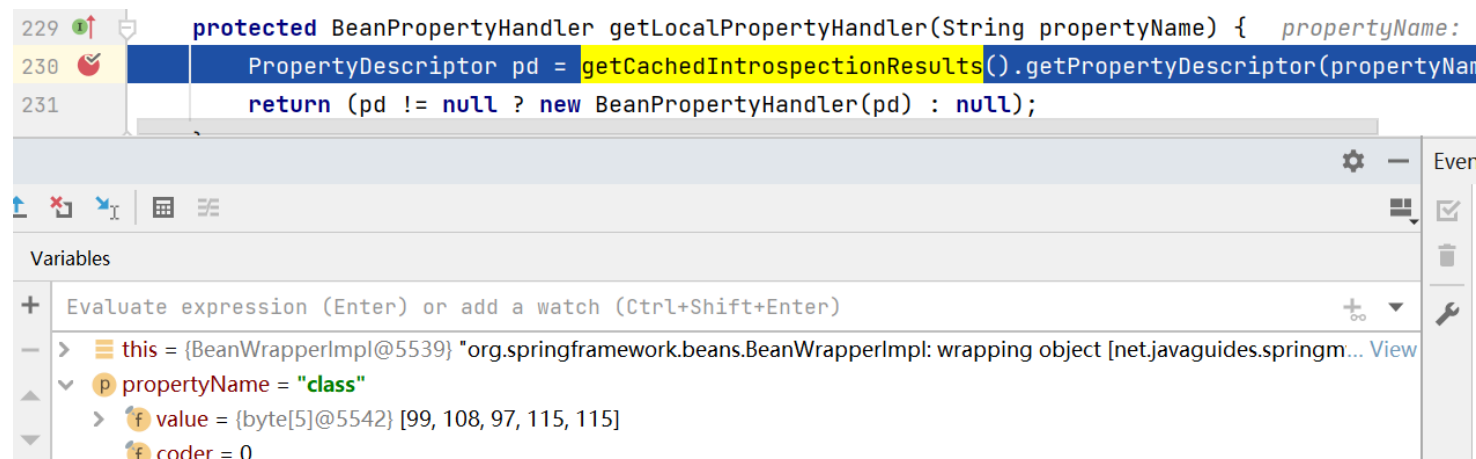 229 protected BeanPropertyHandler getLocalPropertyHandler(String propertyName) { propertyName:
230 PropertyDescriptor pd = getCachedIntrospectionResults().getPropertyDescriptor(propertyNam
231 return (pd != null ? new BeanPropertyHandler(pd) : null);
Even
Variables
Evaluate expression (Enter) or add a watch (Ctrl+Shift+Enter)
this = {BeanWrapperImpl@5539} "org.springframework.beans.BeanWrapperImpl: wrapping object [net.javaguides.springm... View
p propertyName = "class"
f value = {byte[5]@5542} [99, 108, 97, 115, 115]
f coder = 0